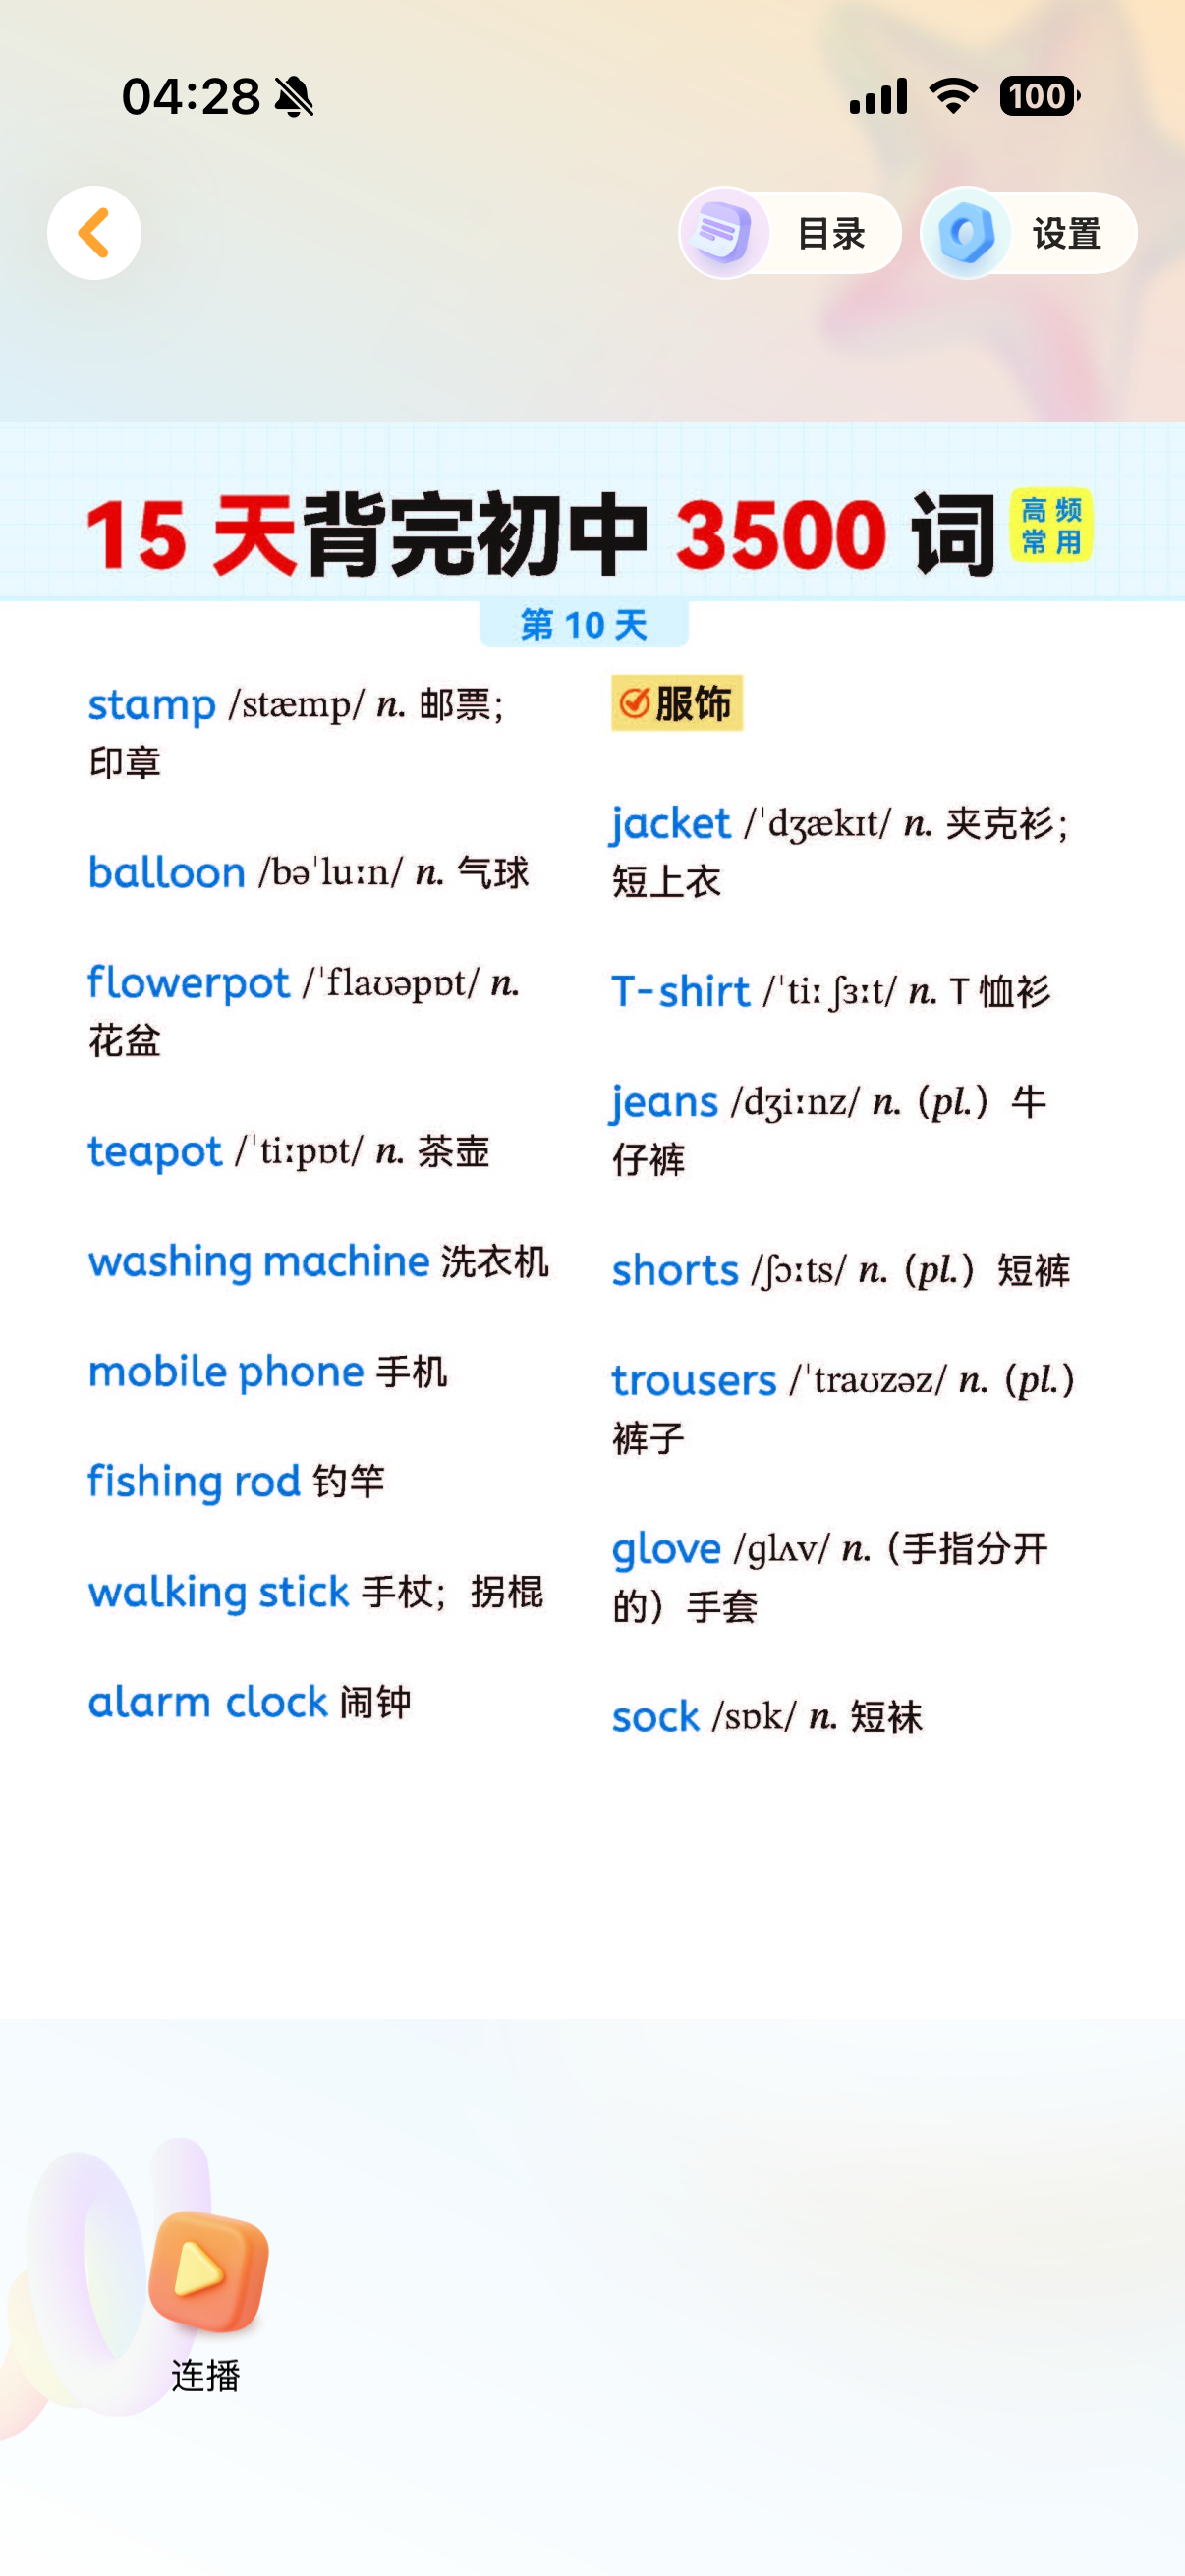 04:28
100
目录
设置
15 天背完初中 3500 词
高频
常用
第 10 天
stamp /stæmp/ n. 邮票；
印章
balloon /bəˈluːn/ n. 气球
flowerpot /ˈflaʊəpɒt/ n.
花盆
teapot /ˈtiːpɒt/ n. 茶壶
washing machine 洗衣机
mobile phone 手机
fishing rod 钓竿
walking stick 手杖；拐棍
alarm clock 闹钟
服饰
jacket /ˈdʒækɪt/ n. 夹克衫；
短上衣
T-shirt /ˈtiː ʃɜːt/ n. T 恤衫
jeans /dʒiːnz/ n.（pl.）牛
仔裤
shorts /ʃɔːts/ n.（pl.）短裤
trousers /ˈtraʊzəz/ n.（pl.）
裤子
glove /ɡlʌv/ n.（手指分开
的）手套
sock /sɒk/ n. 短袜
连播